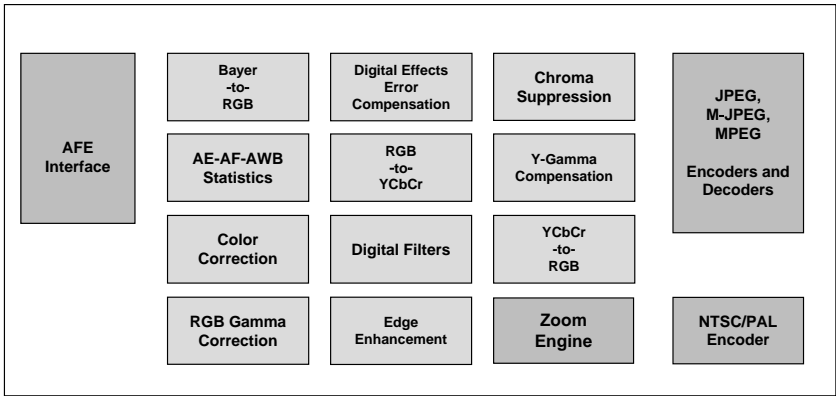 AFE
Interface
Bayer
-to-
RGB
AE-AF-AWB
Statistics
Color
Correction
RGB Gamma
Correction
Digital Effects
Error
Compensation
RGB
-to-
YCbCr
Digital Filters
Edge
Enhancement
Chroma
Suppression
Y-Gamma
Compensation
YCbCr
-to-
RGB
Zoom
Engine
JPEG,
M-JPEG,
MPEG
Encoders and
Decoders
NTSC/PAL
Encoder